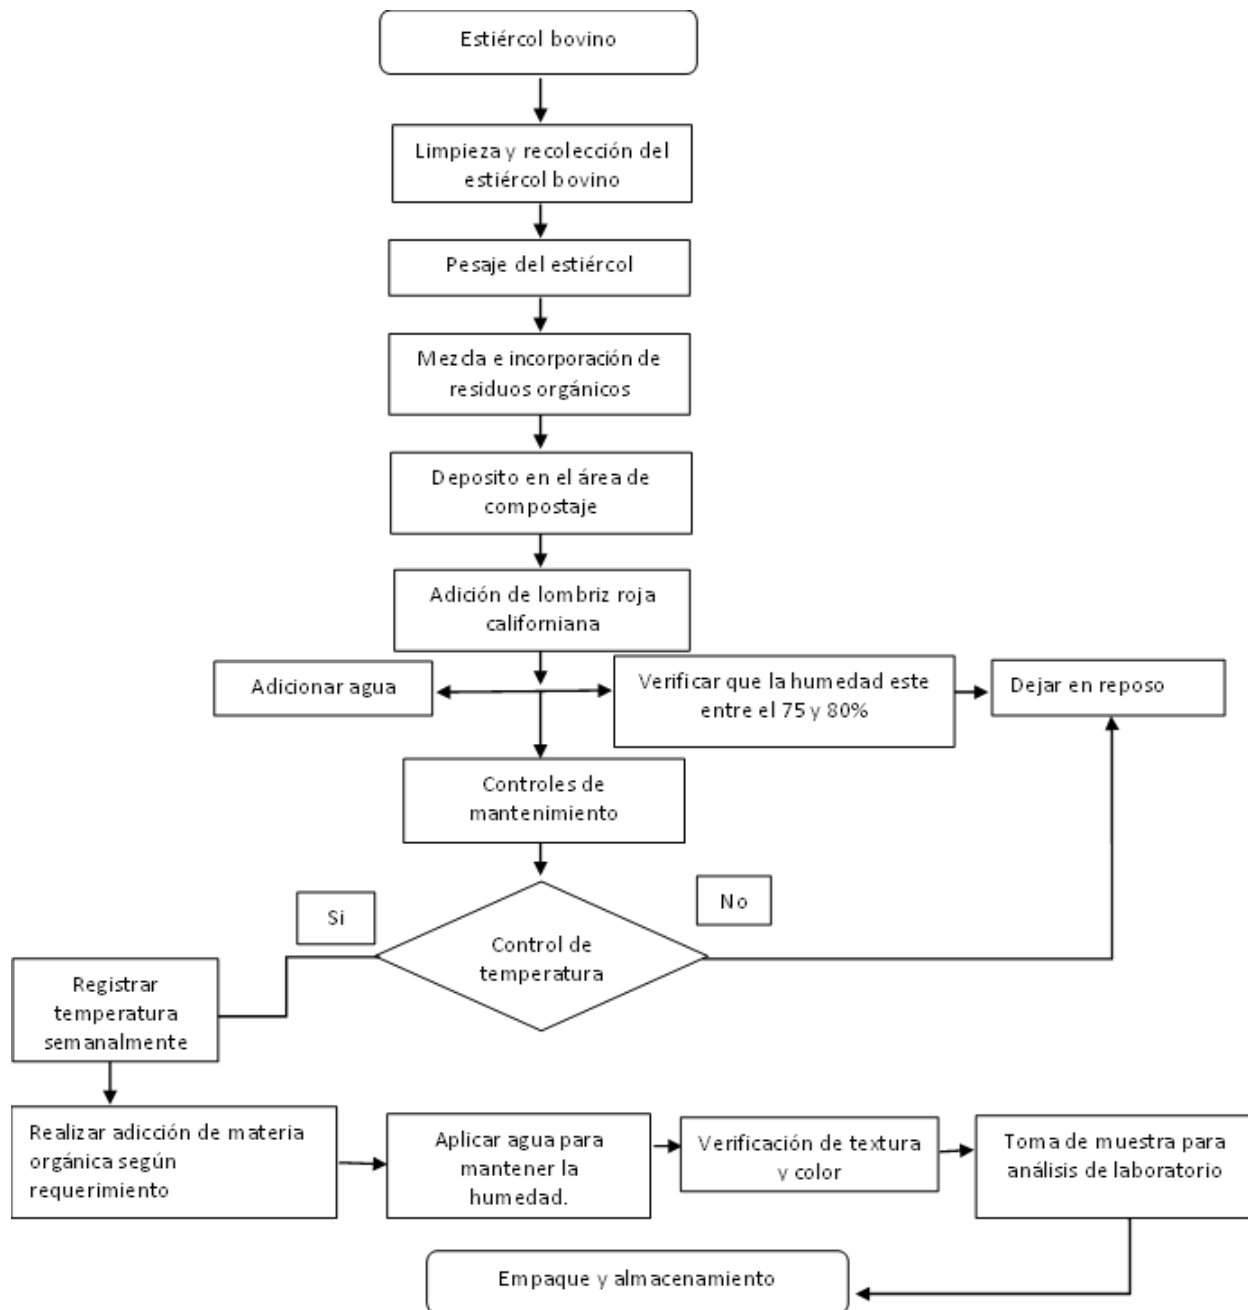 Estiércol bovino
Limpieza y recolección del
estiércol bovino
Pesaje del estiércol
Mezcla e incorporación de
residuos orgánicos
Deposito en el área de
compostaje
Adición de lombriz roja
californiana
Adicionar agua
Verificar que la humedad este
entre el 75 y 80%
Dejar en reposo
Controles de
mantenimiento
Si
No
Control de
temperatura
Registrar
temperatura
semanalmente
Realizar adicción de materia
orgánica según
requerimiento
Aplicar agua para
mantener la
humedad.
Verificación de textura
y color
Toma de muestra para
análisis de laboratorio
Empaque y almacenamiento